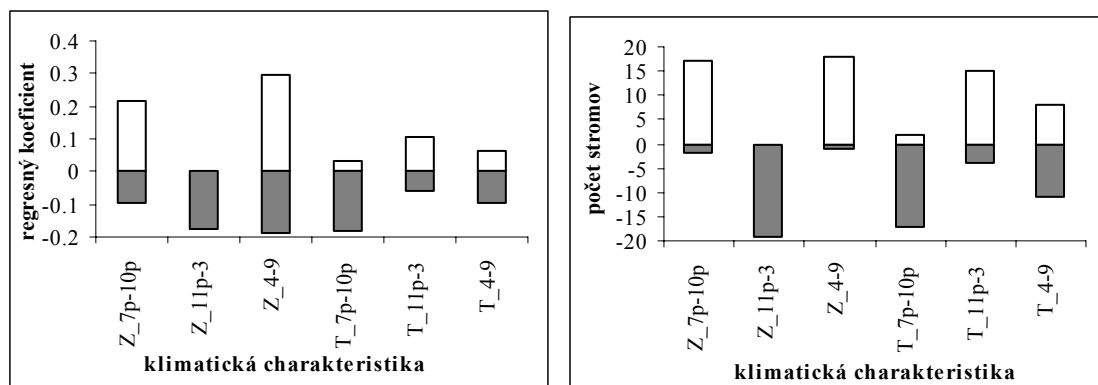 regresný koeficient
0.4
0.3
0.2
0.1
0
-0.1
-0.2
Z_7p-10p
Z_11p-3
Z_4-9
T_7p-10p
T_11p-3
T_4-9
klimatická charakteristika
počet stromov
20
15
10
5
0
-5
-10
-15
-20
Z_7p-10p
Z_11p-3
Z_4-9
T_7p-10p
T_11p-3
T_4-9
klimatická charakteristika